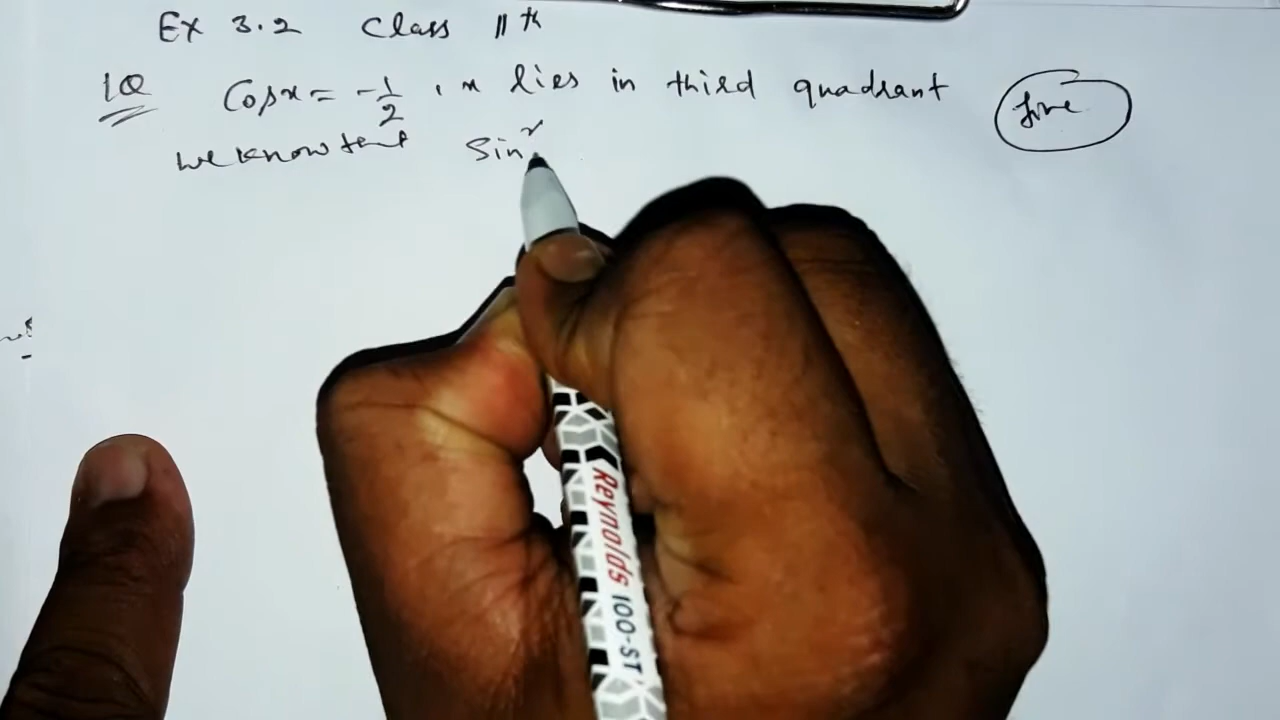 Ex 3.2 Class 11th
1Q Cosx = -1/2 , x lies in third quadrant
We know that Sin²
Reynolds 100-ST